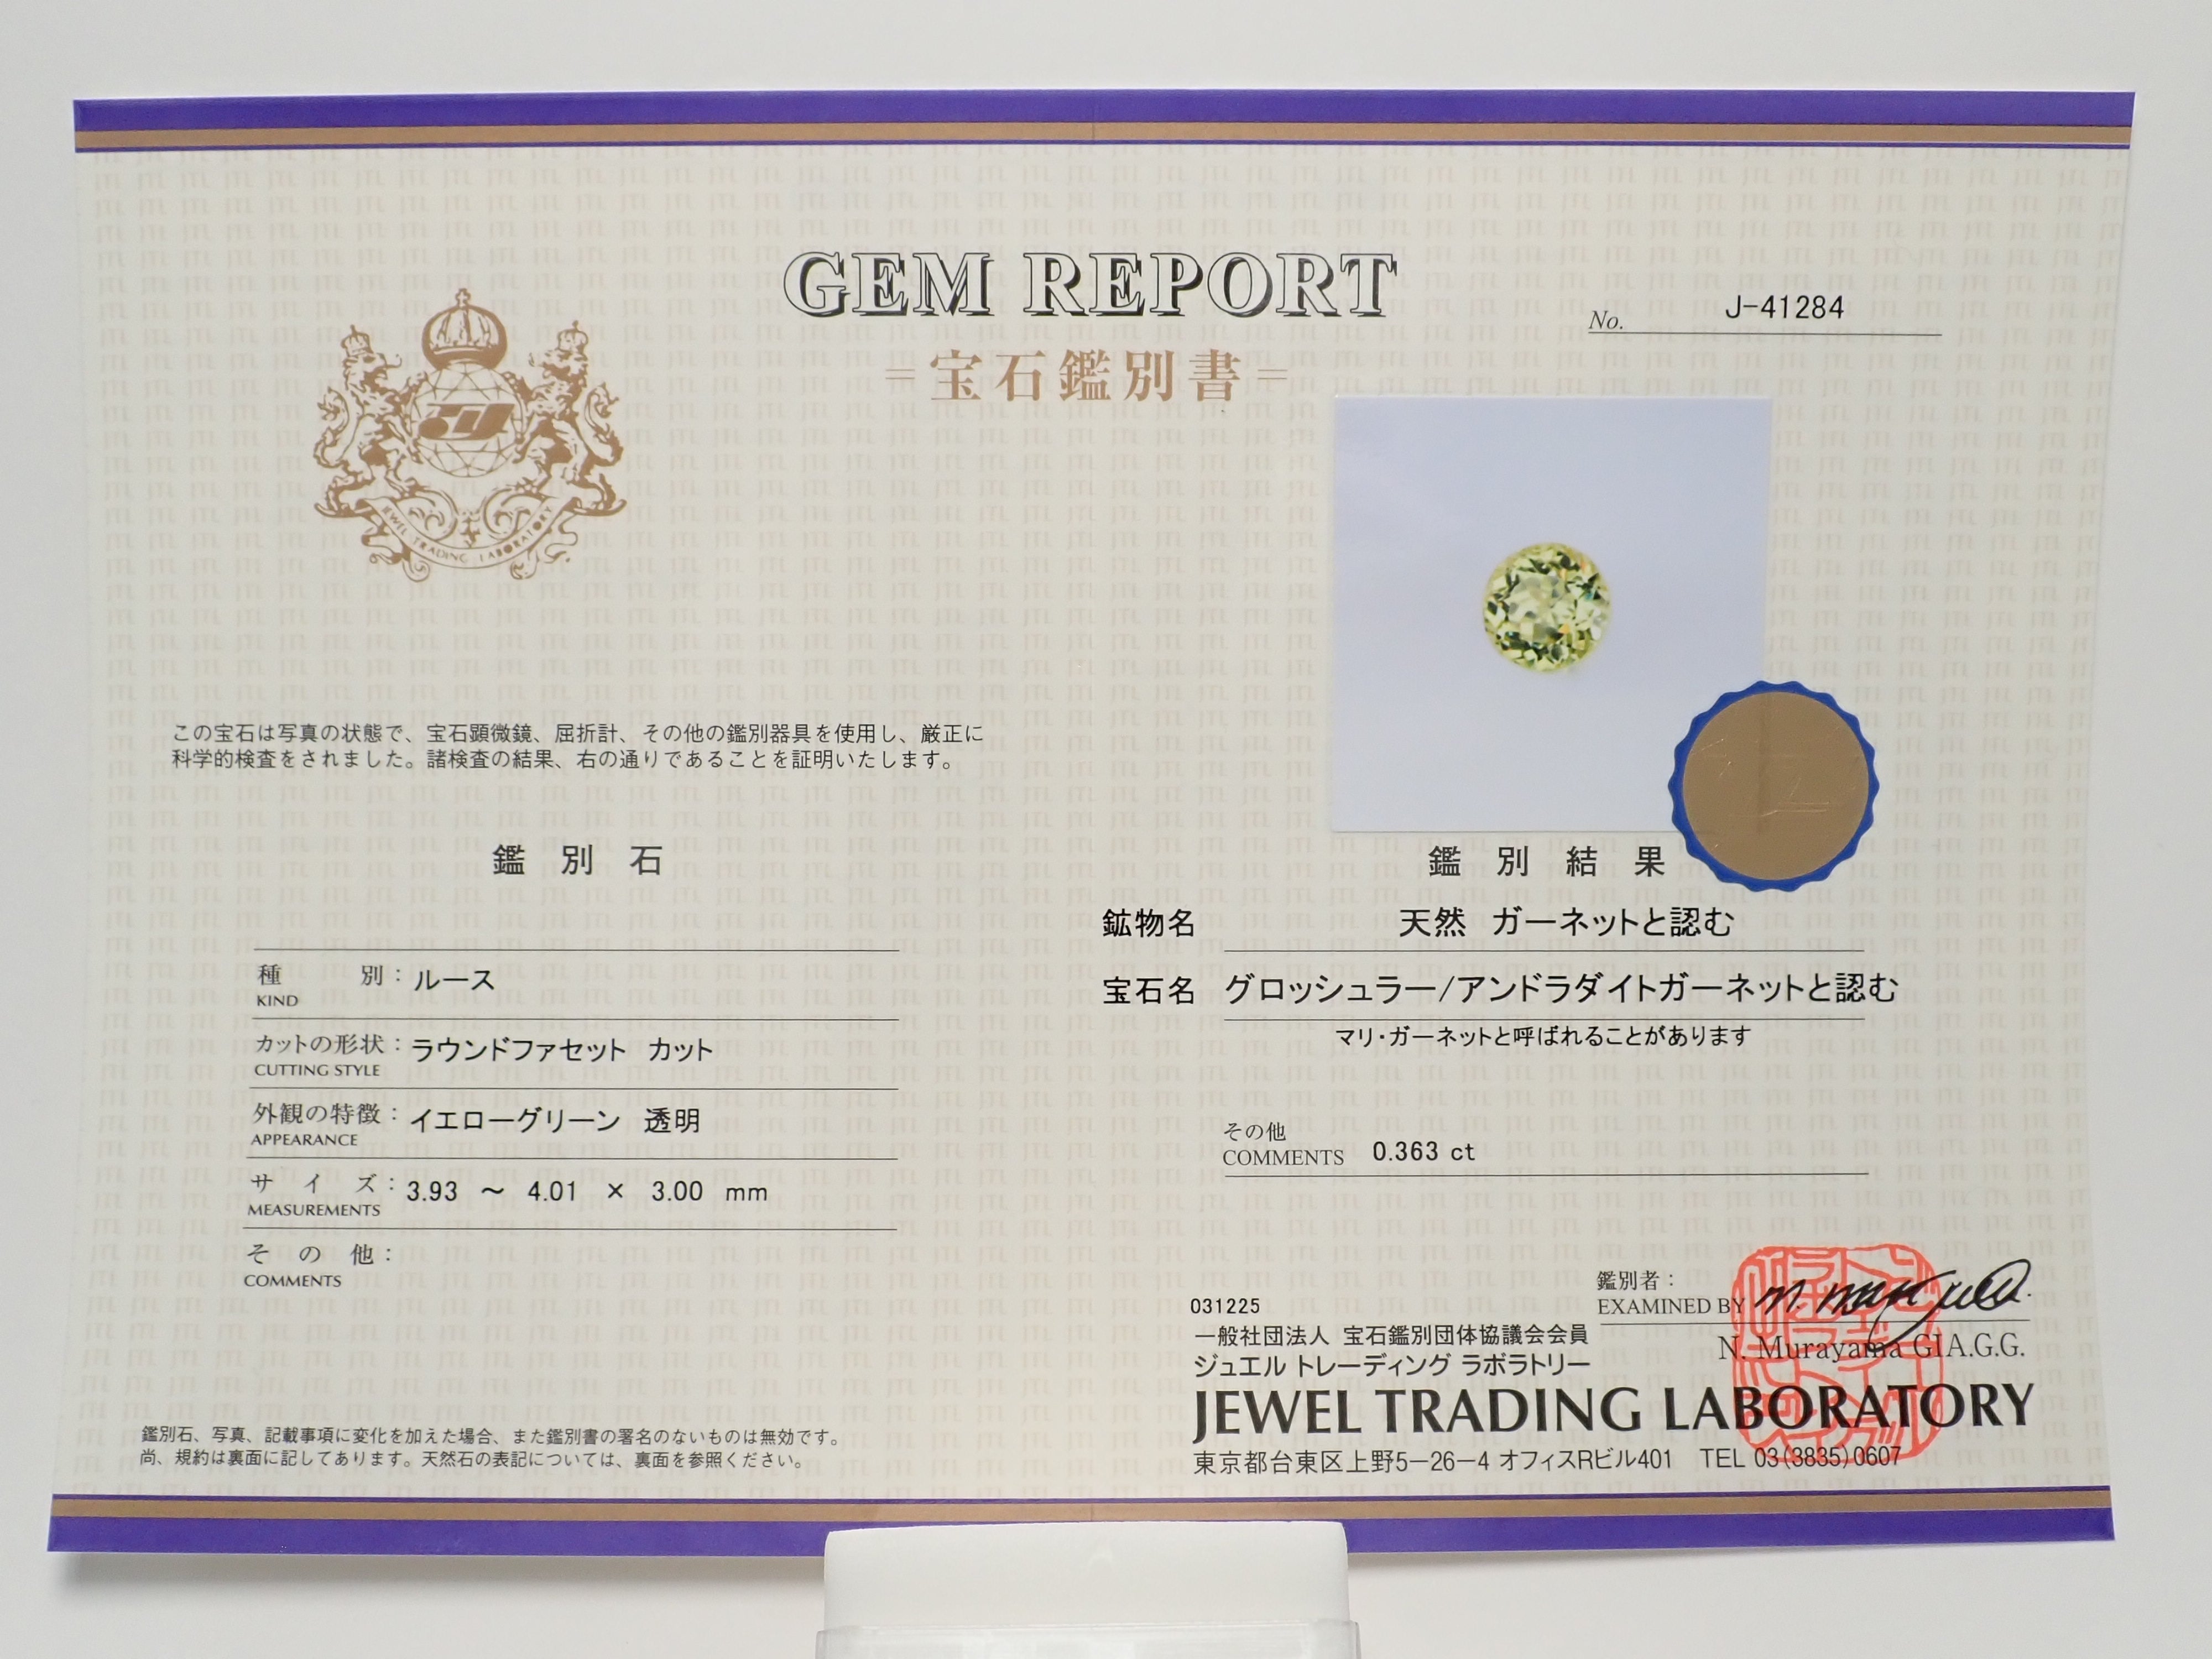 GEM REPORT
=宝石鑑別書=
No. J-41284
JEWEL TRADING LABORATORY
この宝石は写真の状態で、宝石顕微鏡、屈折計、その他の鑑別器具を使用し、厳正に
科学的検査をされました。諸検査の結果、右の通りであることを証明いたします。
鑑別石
種別：ルース
KIND
カットの形状：ラウンドファセット カット
CUTTING STYLE
外観の特徴：イエローグリーン 透明
APPEARANCE
サイズ：3.93 ～ 4.01 × 3.00 mm
MEASUREMENTS
その他：
COMMENTS
鑑別石、写真、記載事項に変化を加えた場合、また鑑別書の署名のないものは無効です。
尚、規約は裏面に記してあります。天然石の表記については、裏面を参照ください。
鑑別結果
鉱物名 天然 ガーネットと認む
宝石名 グロッシュラー/アンドラダイトガーネットと認む
マリ・ガーネットと呼ばれることがあります
その他
COMMENTS 0.363 ct
鑑別者：
EXAMINED BY
N. Murayama GIA.G.G.
031225
一般社団法人 宝石鑑別団体協議会会員
ジュエル トレーディング ラボラトリー
JEWEL TRADING LABORATORY
東京都台東区上野5－26－4 オフィスRビル401 TEL 03(3835)0607